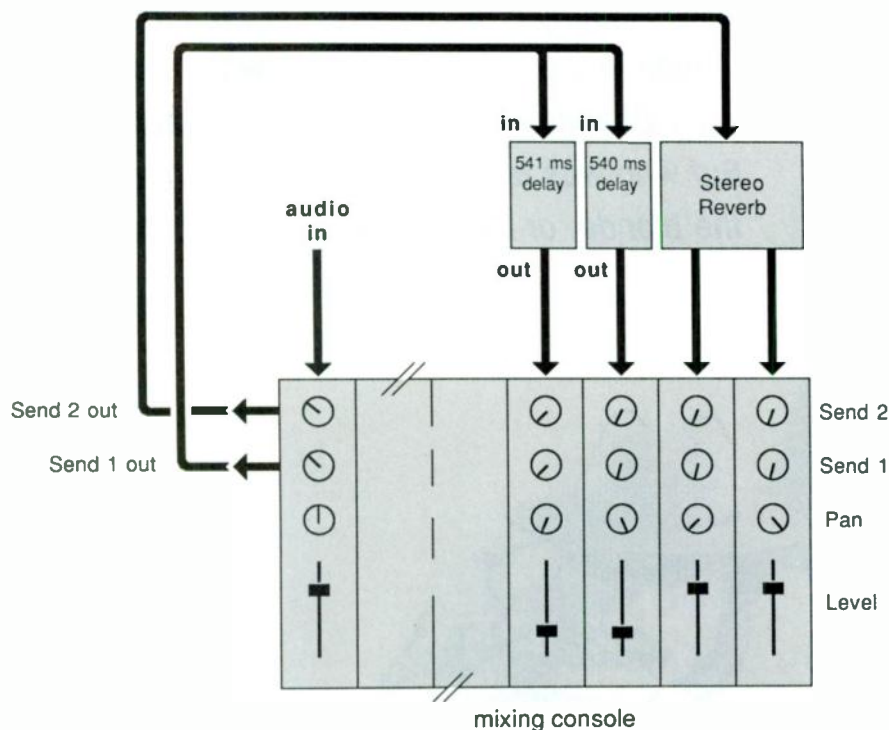 in
in
541 ms
delay
540 ms
delay
Stereo
Reverb
audio
in
out
out
Send 2 out
Send 2
Send 1 out
Send 1
Pan
Level
mixing console